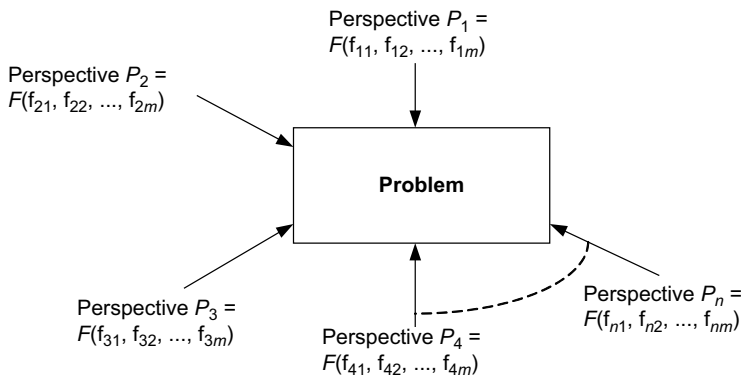 Perspective P₁ =
F(f₁₁, f₁₂, ..., f₁ₘ)
Perspective P₂ =
F(f₂₁, f₂₂, ..., f₂ₘ)
Problem
Perspective P₃ =
F(f₃₁, f₃₂, ..., f₃ₘ)
Perspective P₄ =
F(f₄₁, f₄₂, ..., f₄ₘ)
Perspective Pₙ =
F(fₙ₁, fₙ₂, ..., fₙₘ)